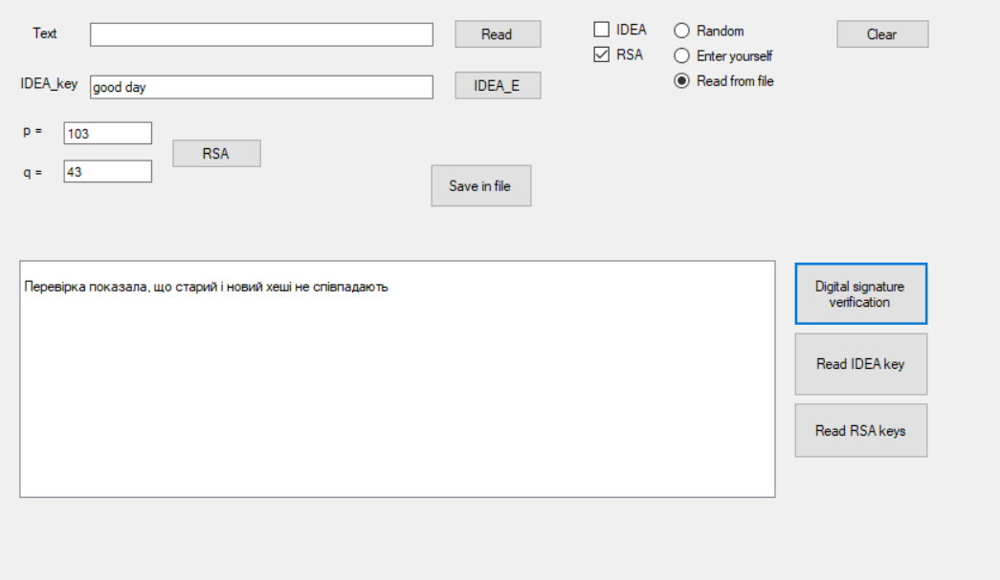 Text
Read
IDEA
Random
Clear
RSA
Enter yourself
IDEA_key
good day
IDEA_E
Read from file
p =
103
RSA
q =
43
Save in file
Перевірка показала, що старий і новий хеші не співпадають
Digital signature
verification
Read IDEA key
Read RSA keys